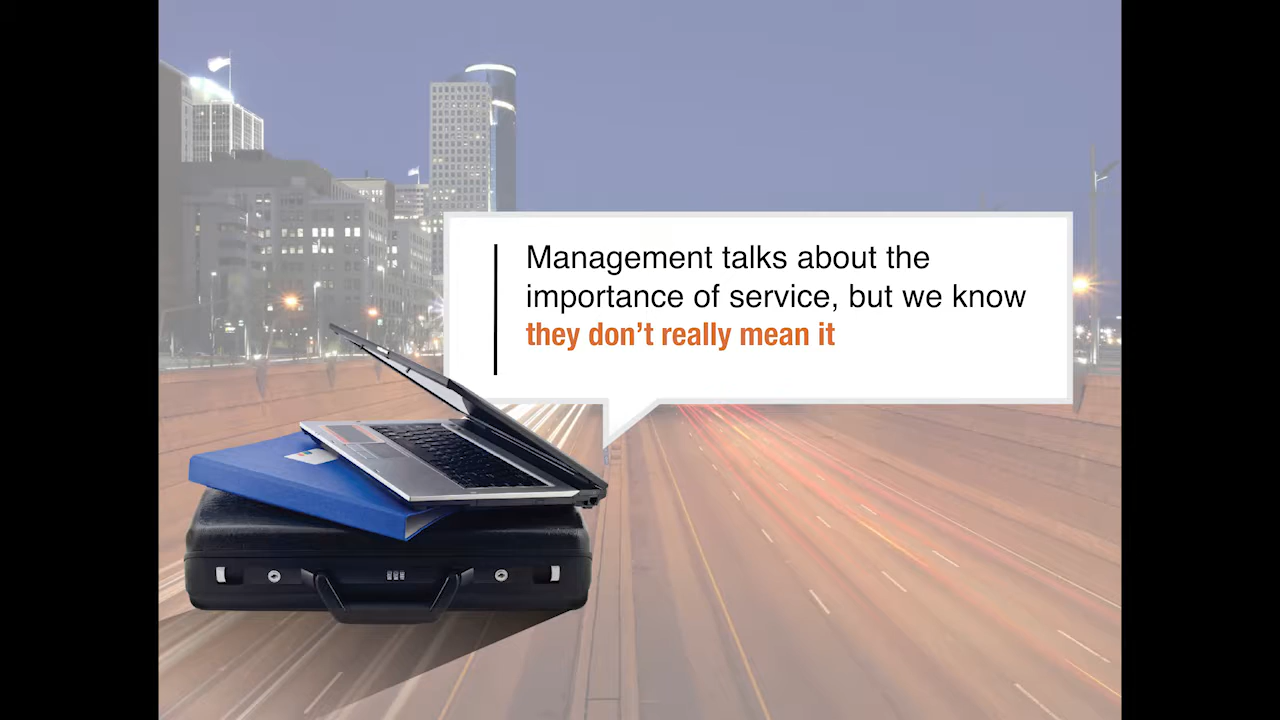 Management talks about the
importance of service, but we know
they don’t really mean it